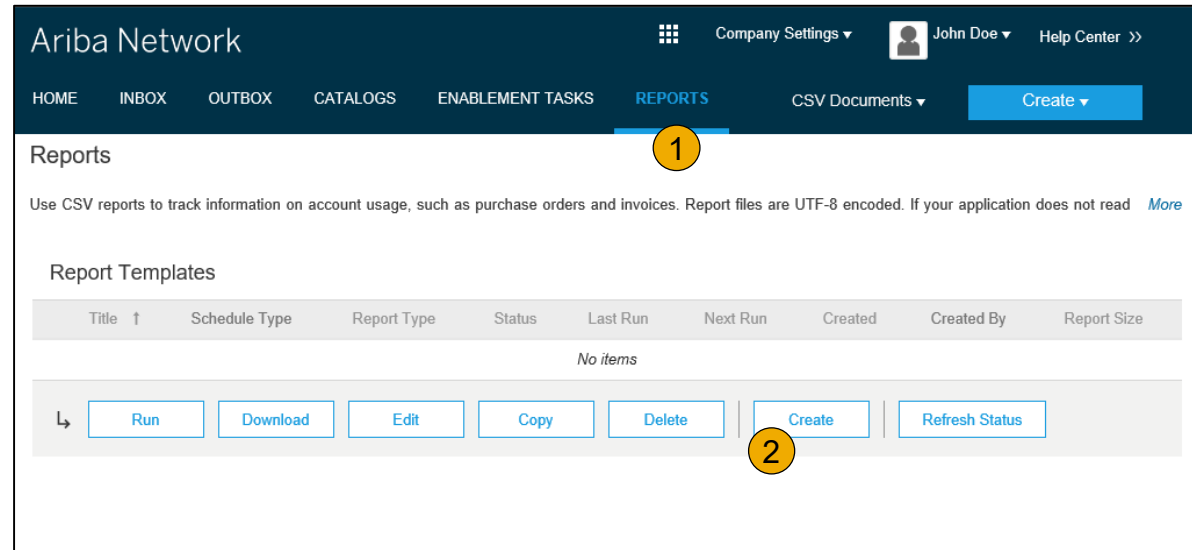 Ariba Network
Company Settings ▾
John Doe ▾
Help Center >>
HOME INBOX OUTBOX CATALOGS ENABLEMENT TASKS REPORTS CSV Documents ▾ Create ▾
1
Reports
Use CSV reports to track information on account usage, such as purchase orders and invoices. Report files are UTF-8 encoded. If your application does not read More
Report Templates
Title ↑ Schedule Type Report Type Status Last Run Next Run Created Created By Report Size
No items
Run Download Edit Copy Delete Create Refresh Status
2